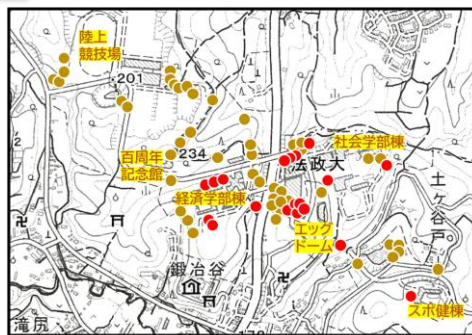 陸上
競技場
201
百周年
記念館
234
社会学部棟
法政大
経済学部棟
土ヶ谷戸
エッグ
ドーム
鍛冶谷
スポ健棟
滝尻